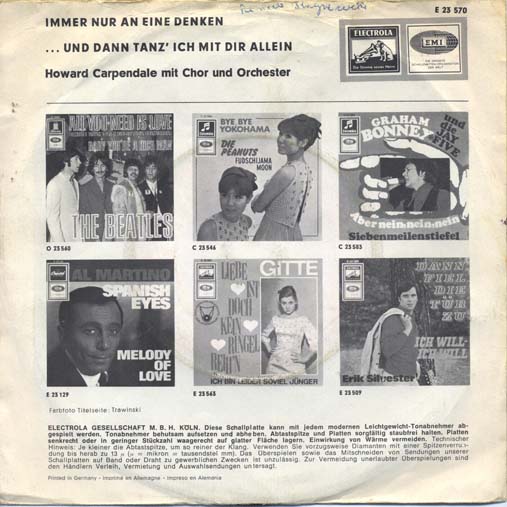 E 23 570
IMMER NUR AN EINE DENKEN
... UND DANN TANZ' ICH MIT DIR ALLEIN
Howard Carpendale mit Chor und Orchester
ELECTROLA
EMI
ALL YOU NEED IS LOVE
BABY YOU'RE A RICH MAN
THE BEATLES
O 23 560
BYE BYE
YOKOHAMA
DIE
PEANUTS
FUDSCHIJAMA
MOON
C 23 546
GRAHAM
BONNEY
und
die
JAY
FIVE
Aber nein, nein, nein
Siebenmeilenstiefel
C 23 583
AL MARTINO
SPANISH
EYES
MELODY
OF LOVE
E 23 129
GITTE
LIEBE
IST
DOCH
KEIN
RINGEL
REIH'N
ICH BIN LEIDER SOVIEL JÜNGER
E 23 563
DANN
FIEL
DIE
TÜR
ZU
ICH WILL-
ICH WILL
Erik Silvester
E 23 509
Farbfoto Titelseite: Trawinski
ELECTROLA GESELLSCHAFT M. B. H. KÖLN. Diese Schallplatte kann mit jedem modernen Leichtgewicht-Tonabnehmer ab-
gespielt werden. Tonabnehmer behutsam aufsetzen und abheben. Abtastspitze und Platten sorgfältig staubfrei halten. Platten
senkrecht oder in geringer Stückzahl waagerecht auf glatter Fläche lagern. Einwirkung von Wärme vermeiden. Technischer
Hinweis: Je kleiner die Abtastspitze, um so reiner der Klang. Verwenden Sie vorzugsweise Diamanten mit einer Spitzenverru-
dung bis herab zu 13 µ (µ = mikron = tausendstel mm). Das Überspielen sowie das Mitschneiden von Sendungen unserer
Schallplatten auf Band oder Draht zu gewerblichen Zwecken ist unzulässig. Zur Vermeidung unerlaubter Überspielungen sind
den Händlern Verleih, Vermietung und Auswahlsendungen untersagt.
Printed in Germany - Imprimé en Allemagne - Impreso en Alemania